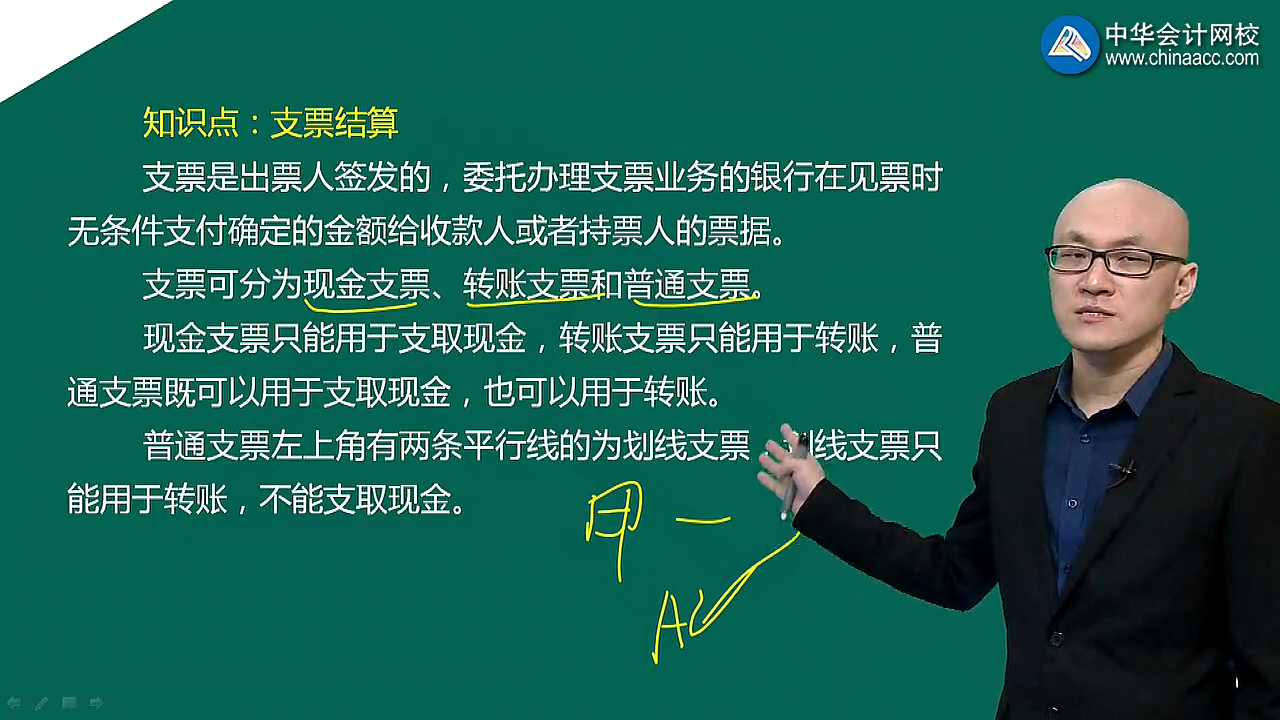 中华会计网校
www.chinaacc.com
知识点：支票结算
支票是出票人签发的，委托办理支票业务的银行在见票时
无条件支付确定的金额给收款人或者持票人的票据。
支票可分为现金支票、转账支票和普通支票。
现金支票只能用于支取现金，转账支票只能用于转账，普
通支票既可以用于支取现金，也可以用于转账。
普通支票左上角有两条平行线的为划线支票，划线支票只
能用于转账，不能支取现金。
甲一